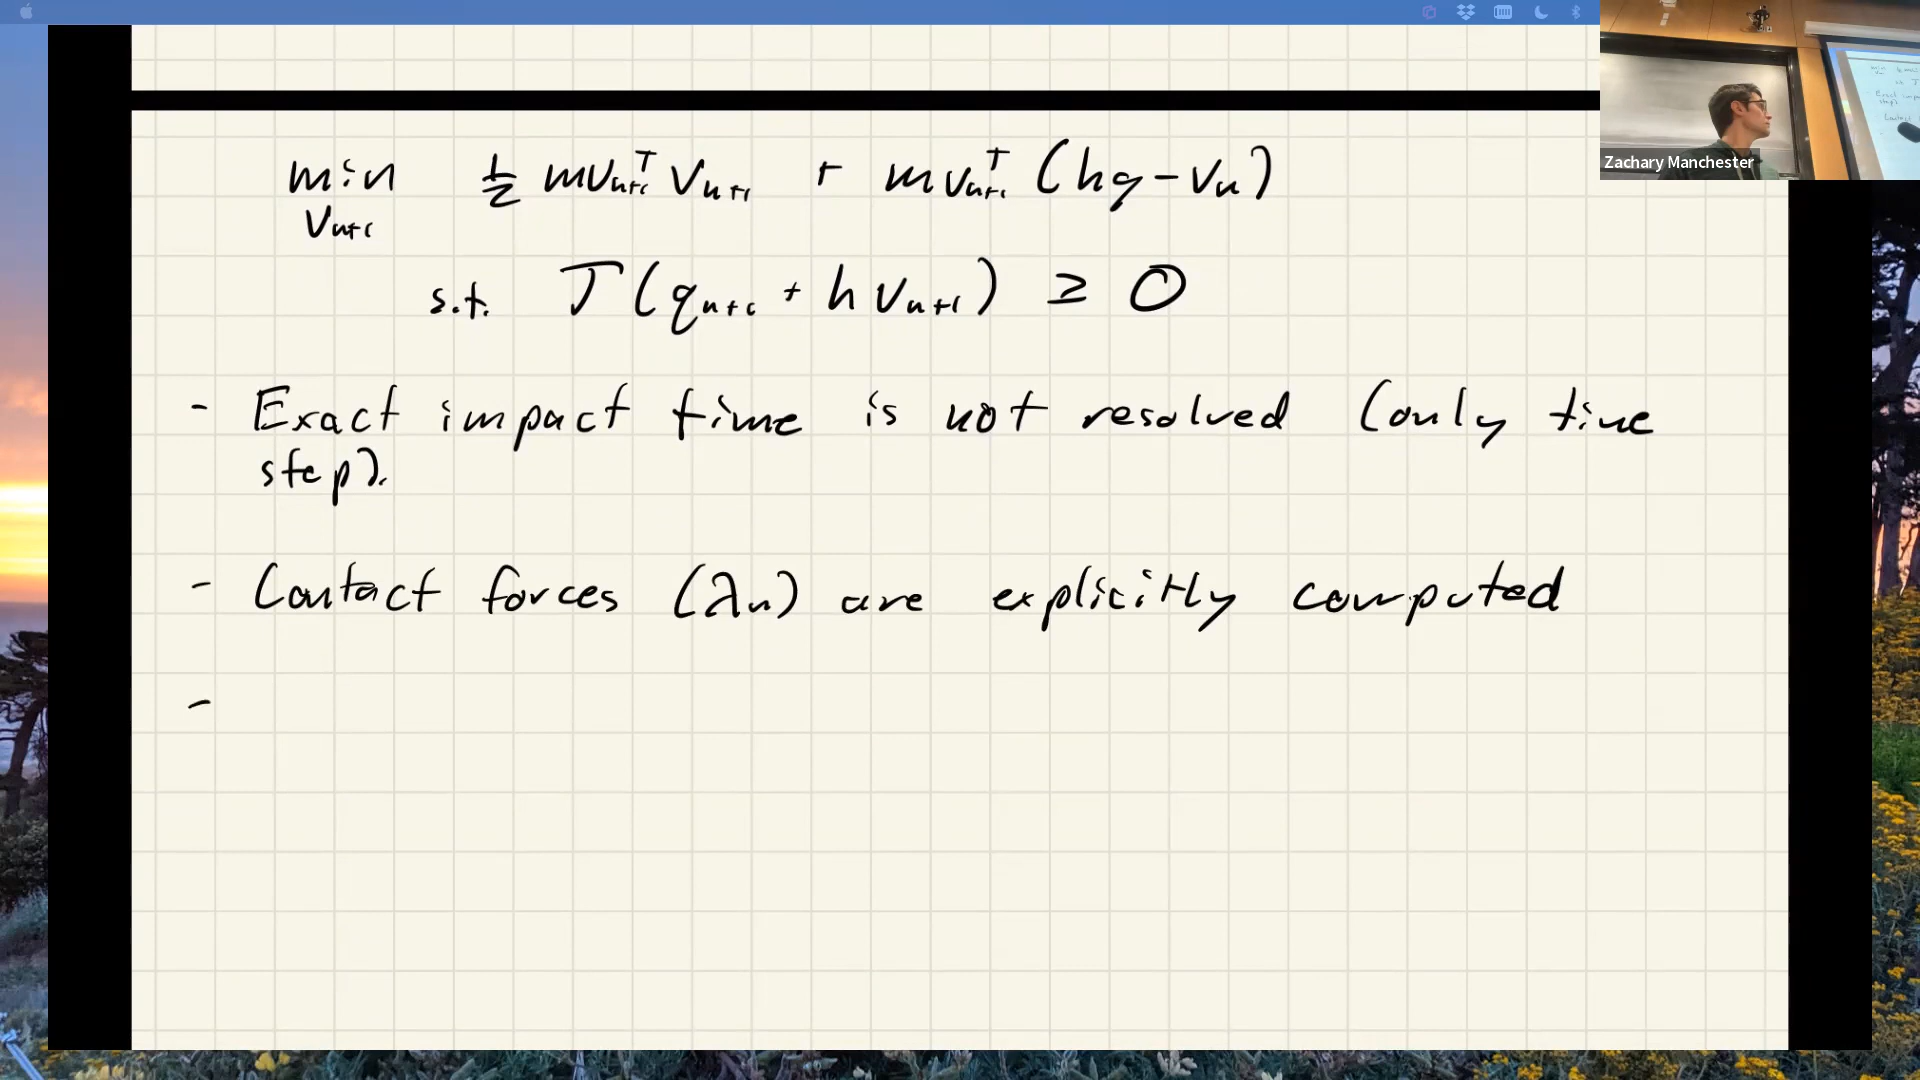 min 1/2 m v_{n+1}^T v_{n+1} + m v_{n+1}^T (hg - v_n)
v_{n+1}
s.t. J(q_{n+1} + h v_{n+1}) ≥ 0
- Exact impact time is not resolved (only time
step).
- Contact forces (λ_n) are explicitly computed
-
Zachary Manchester